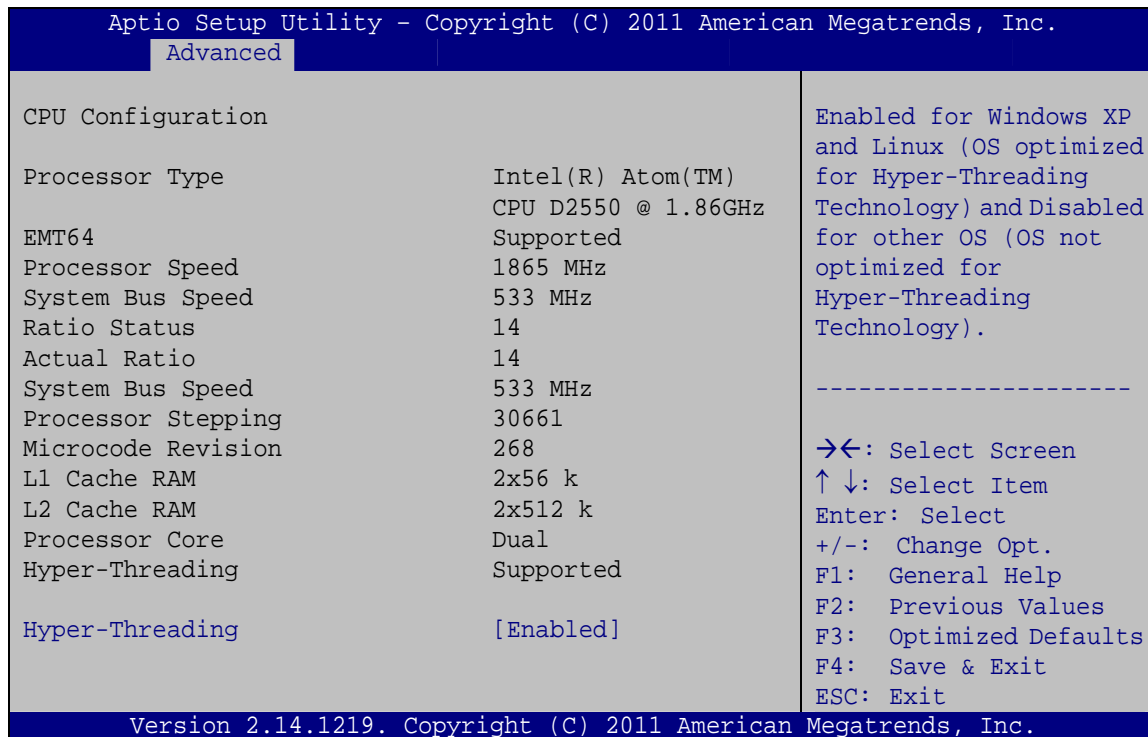 Aptio Setup Utility – Copyright (C) 2011 American Megatrends, Inc.
Advanced
CPU Configuration
Processor Type Intel(R) Atom(TM)
CPU D2550 @ 1.86GHz
EMT64 Supported
Processor Speed 1865 MHz
System Bus Speed 533 MHz
Ratio Status 14
Actual Ratio 14
System Bus Speed 533 MHz
Processor Stepping 30661
Microcode Revision 268
L1 Cache RAM 2x56 k
L2 Cache RAM 2x512 k
Processor Core Dual
Hyper-Threading Supported
Hyper-Threading [Enabled]
Enabled for Windows XP
and Linux (OS optimized
for Hyper-Threading
Technology) and Disabled
for other OS (OS not
optimized for
Hyper-Threading
Technology).
----------------------
→←: Select Screen
↑ ↓: Select Item
Enter: Select
+/-: Change Opt.
F1: General Help
F2: Previous Values
F3: Optimized Defaults
F4: Save & Exit
ESC: Exit
Version 2.14.1219. Copyright (C) 2011 American Megatrends, Inc.